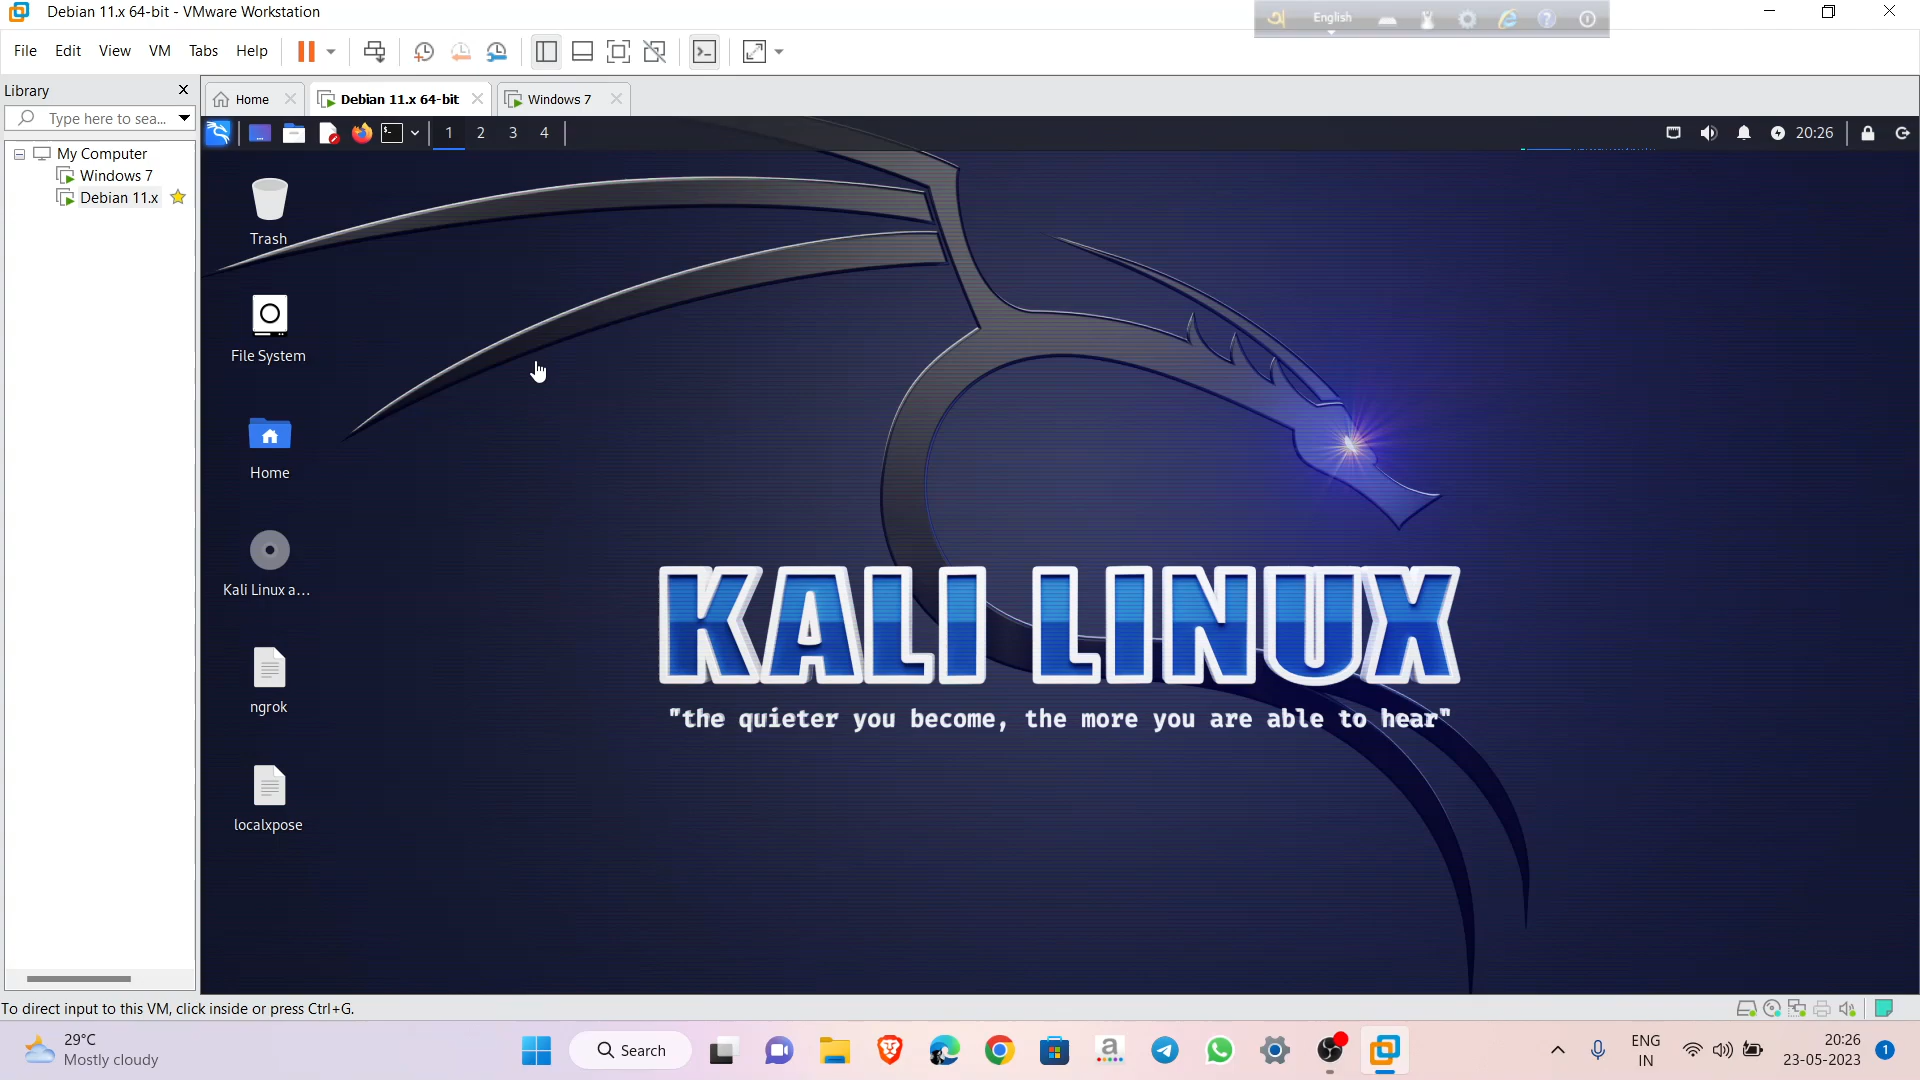 Debian 11.x 64-bit - VMware Workstation
English
File Edit View VM Tabs Help
Library
Type here to sea...
My Computer
Windows 7
Debian 11.x
Home
Debian 11.x 64-bit
Windows 7
1 2 3 4
20:26
Trash
File System
Home
Kali Linux a...
ngrok
localxpose
KALI LINUX
"the quieter you become, the more you are able to hear"
To direct input to this VM, click inside or press Ctrl+G.
29°C
Mostly cloudy
Search
ENG
IN
20:26
23-05-2023
1